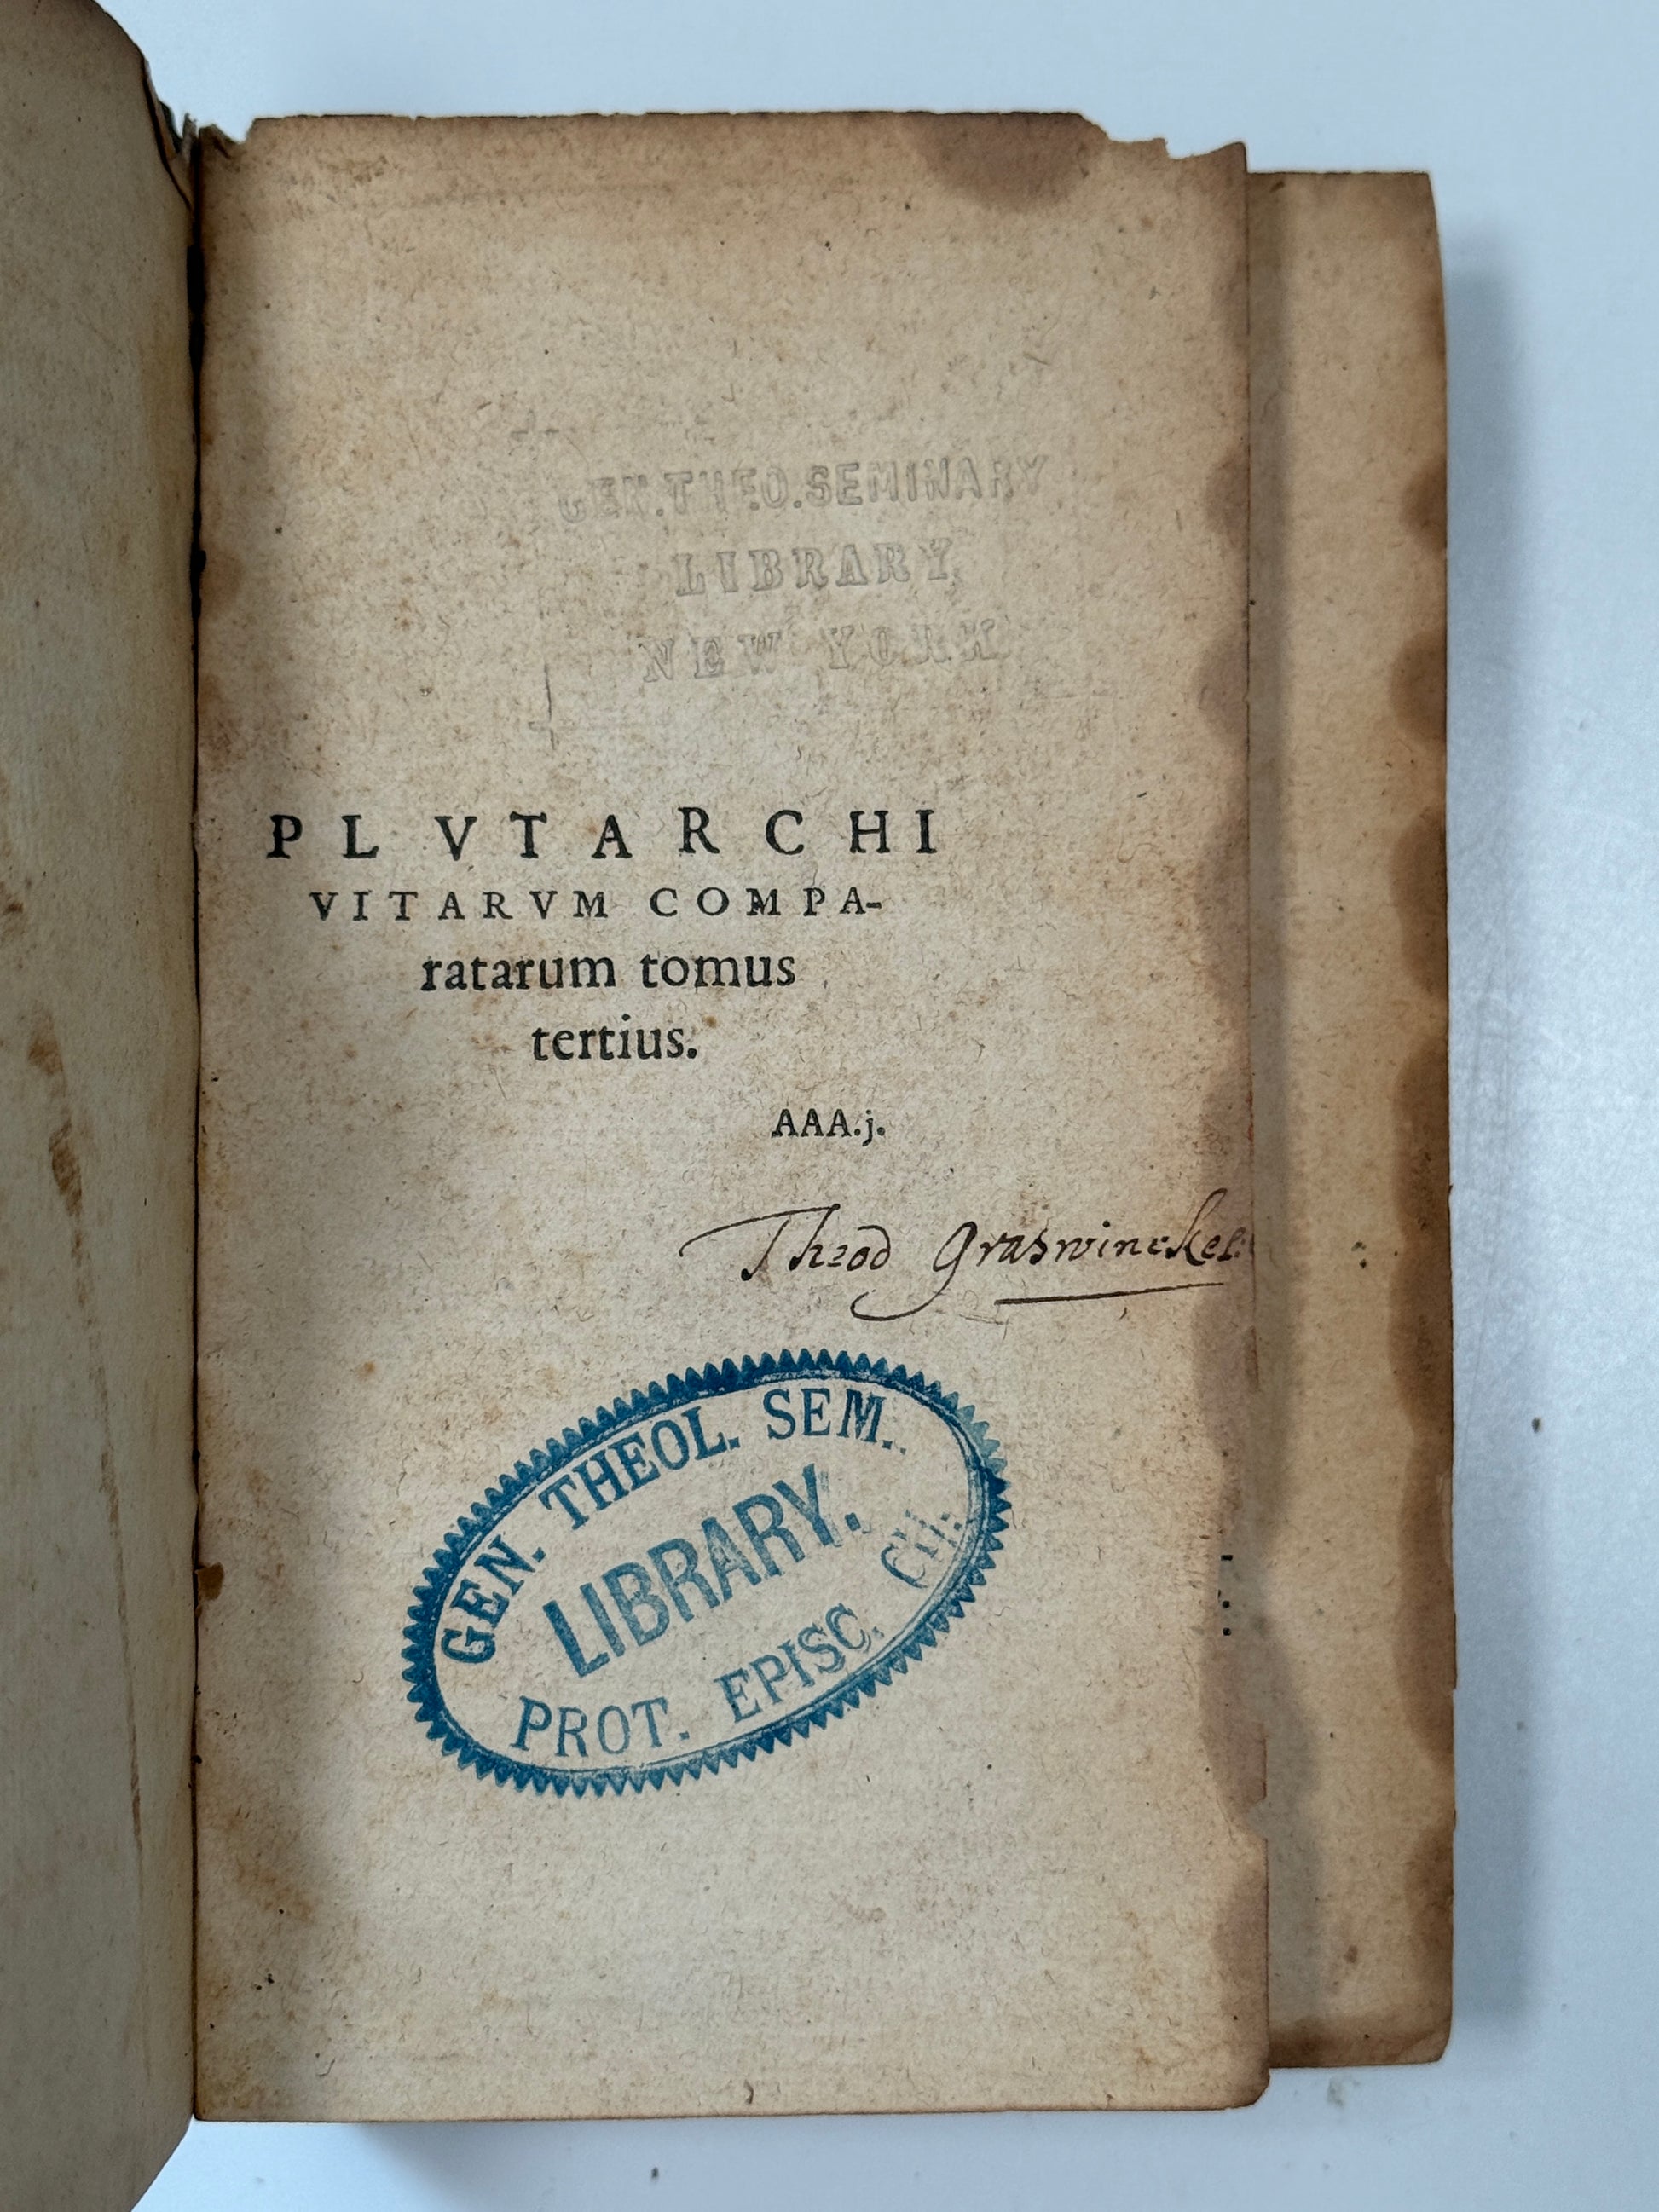 GEN.THEO.SEMINARY
LIBRARY
NEW YORK
PLVTARCHI
VITARVM COMPA-
ratarum tomus
tertius.
AAA.j.
Theod Graswinckel:
GEN. THEOL. SEM.
LIBRARY.
PROT. EPISC. CH.